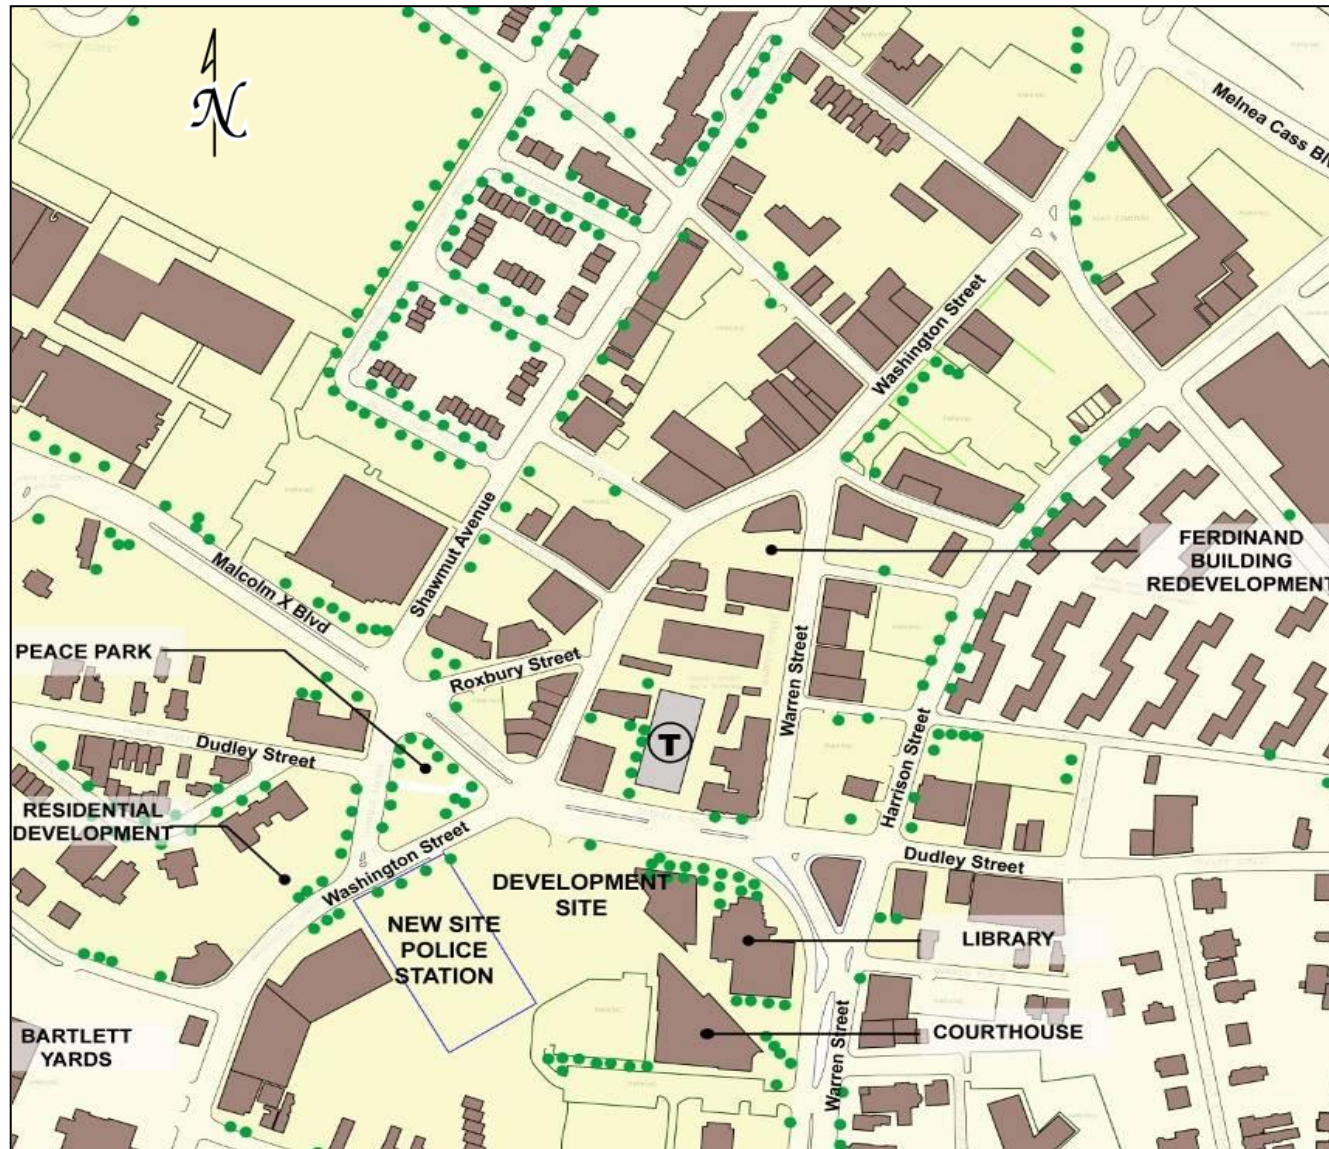 N
Melnea Cass Blv
Washington Street
Shawmut Avenue
Malcolm X Blvd
FERDINAND
BUILDING
REDEVELOPMENT
PEACE PARK
Roxbury Street
Warren Street
T
Dudley Street
Harrison Street
RESIDENTIAL
DEVELOPMENT
Washington Street
Dudley Street
DEVELOPMENT
SITE
NEW SITE
POLICE
STATION
LIBRARY
BARTLETT
YARDS
COURTHOUSE
Warren Street